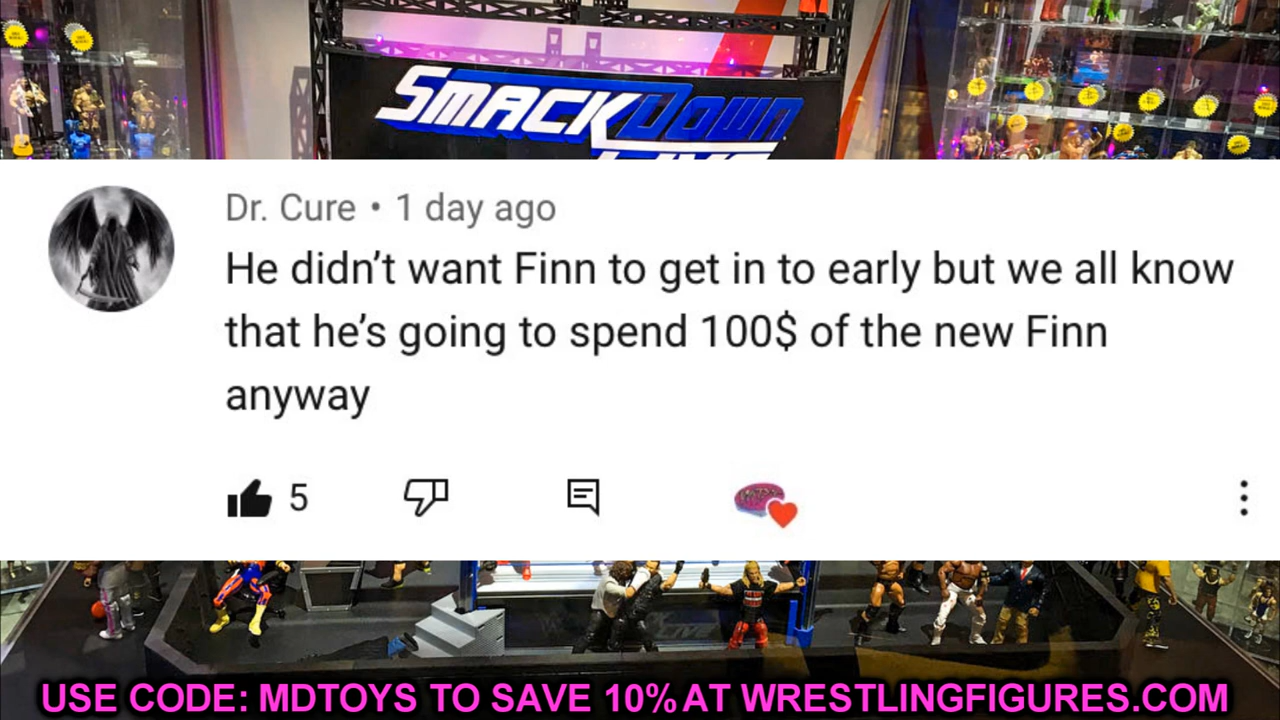 SMACKDOWN
LIVE
Dr. Cure • 1 day ago
He didn’t want Finn to get in to early but we all know
that he’s going to spend 100$ of the new Finn
anyway
5
USE CODE: MDTOYS TO SAVE 10% AT WRESTLINGFIGURES.COM